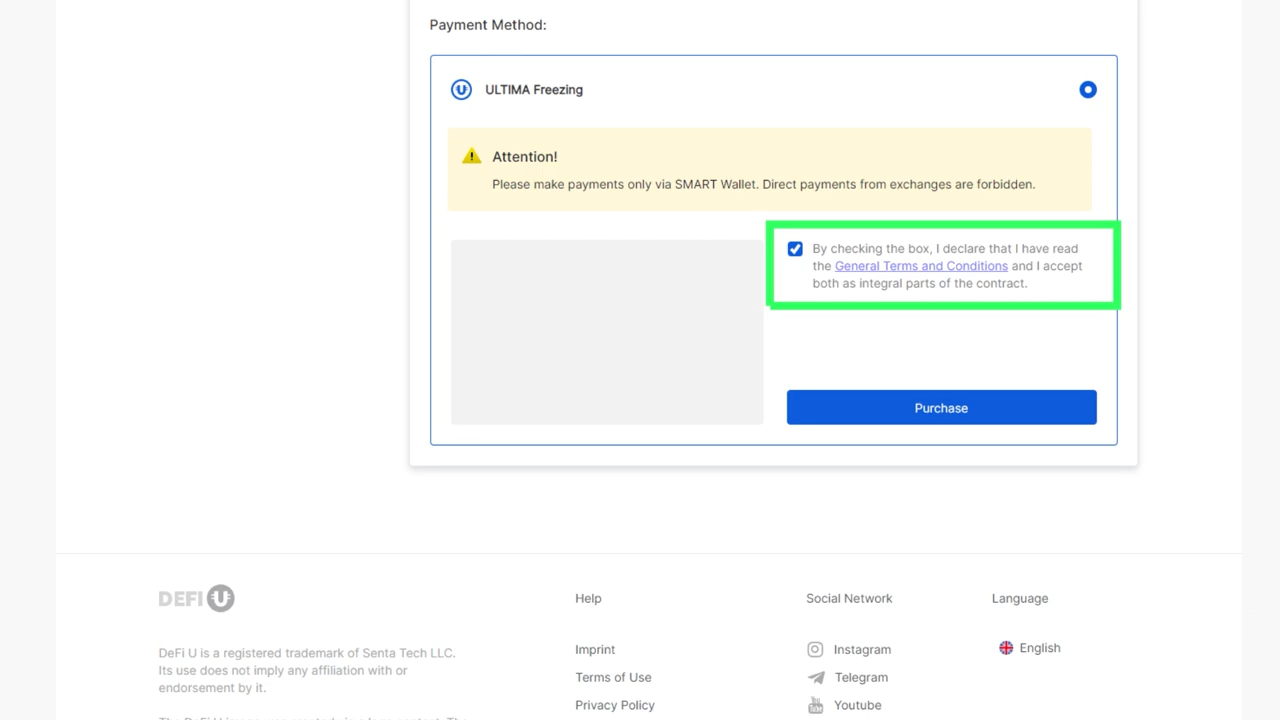 Payment Method:
ULTIMA Freezing
Attention!
Please make payments only via SMART Wallet. Direct payments from exchanges are forbidden.
By checking the box, I declare that I have read
the General Terms and Conditions and I accept
both as integral parts of the contract.
Purchase
DEFI U
Help
Social Network
Language
DeFi U is a registered trademark of Senta Tech LLC.
Its use does not imply any affiliation with or
endorsement by it.
Imprint
Terms of Use
Privacy Policy
Instagram
Telegram
Youtube
English